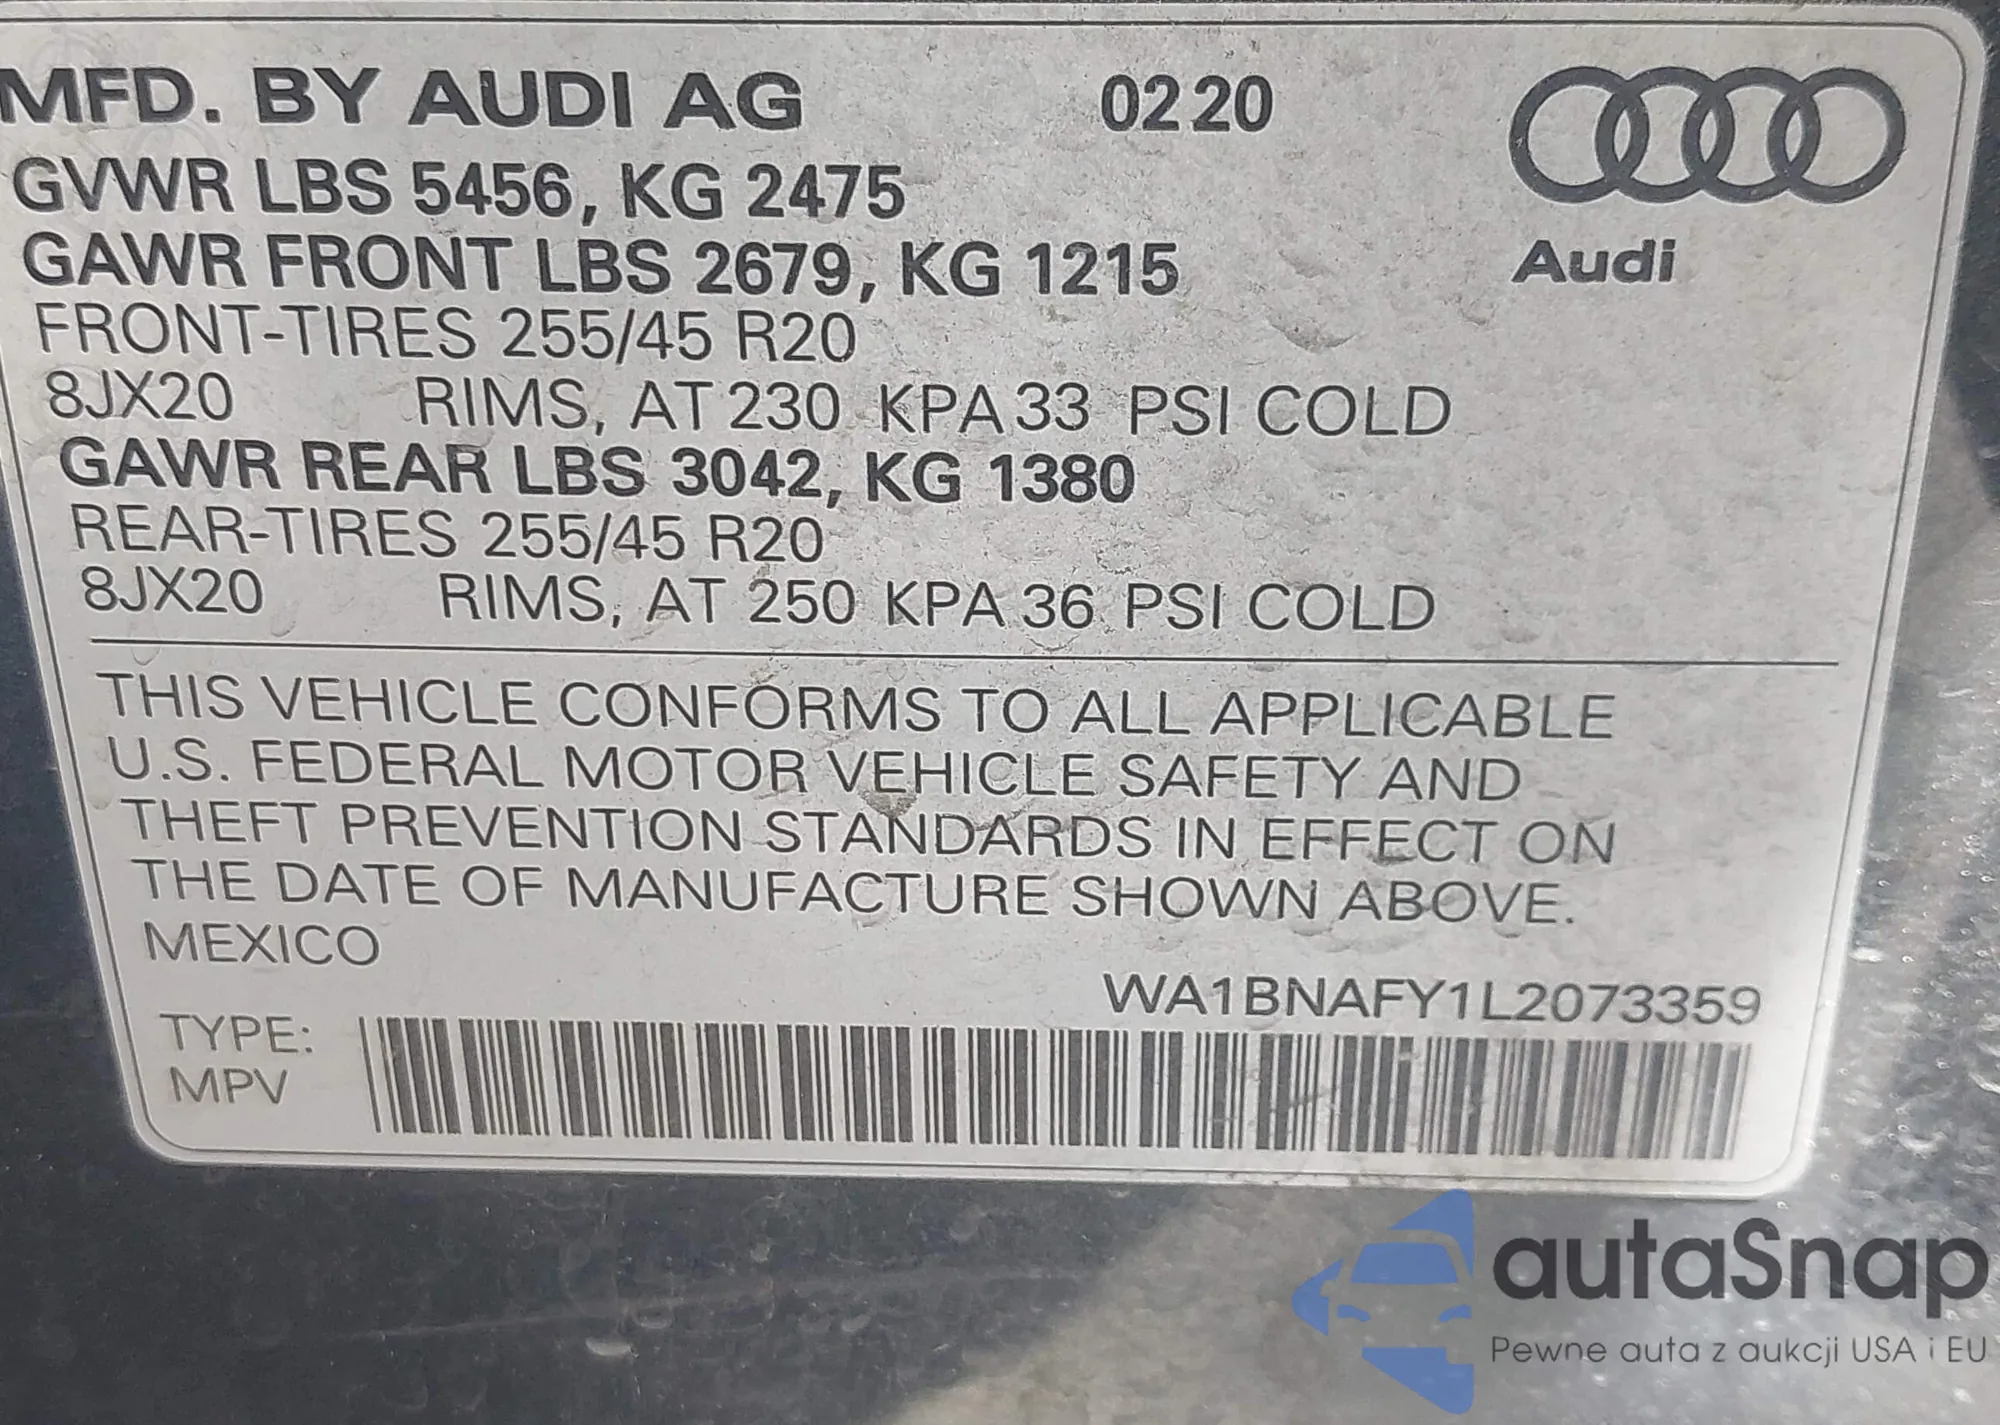 MFD. BY AUDI AG 0220
GVWR LBS 5456, KG 2475
GAWR FRONT LBS 2679, KG 1215
Audi
FRONT-TIRES 255/45 R20
8JX20 RIMS, AT 230 KPA 33 PSI COLD
GAWR REAR LBS 3042, KG 1380
REAR-TIRES 255/45 R20
8JX20 RIMS, AT 250 KPA 36 PSI COLD
THIS VEHICLE CONFORMS TO ALL APPLICABLE
U.S. FEDERAL MOTOR VEHICLE SAFETY AND
THEFT PREVENTION STANDARDS IN EFFECT ON
THE DATE OF MANUFACTURE SHOWN ABOVE.
MEXICO
WA1BNAFY1L2073359
TYPE:
MPV
autaSnap
Pewne auta z aukcji USA i EU